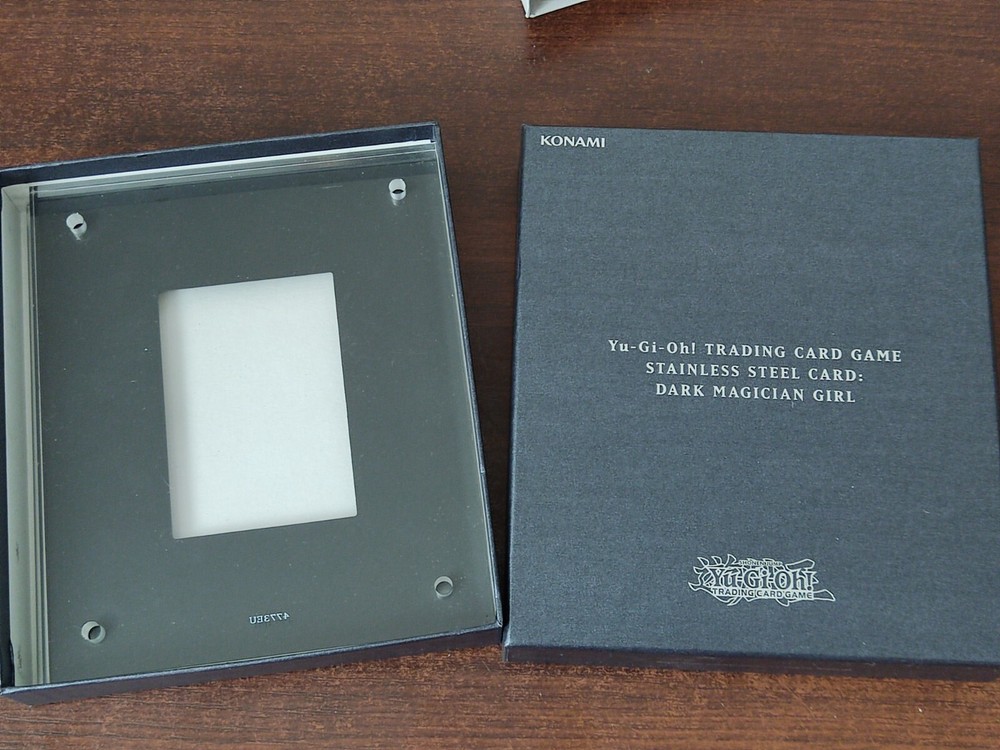 KONAMI
Yu-Gi-Oh! TRADING CARD GAME
STAINLESS STEEL CARD:
DARK MAGICIAN GIRL
Yu-Gi-Oh!
TRADING CARD GAME
4773EU